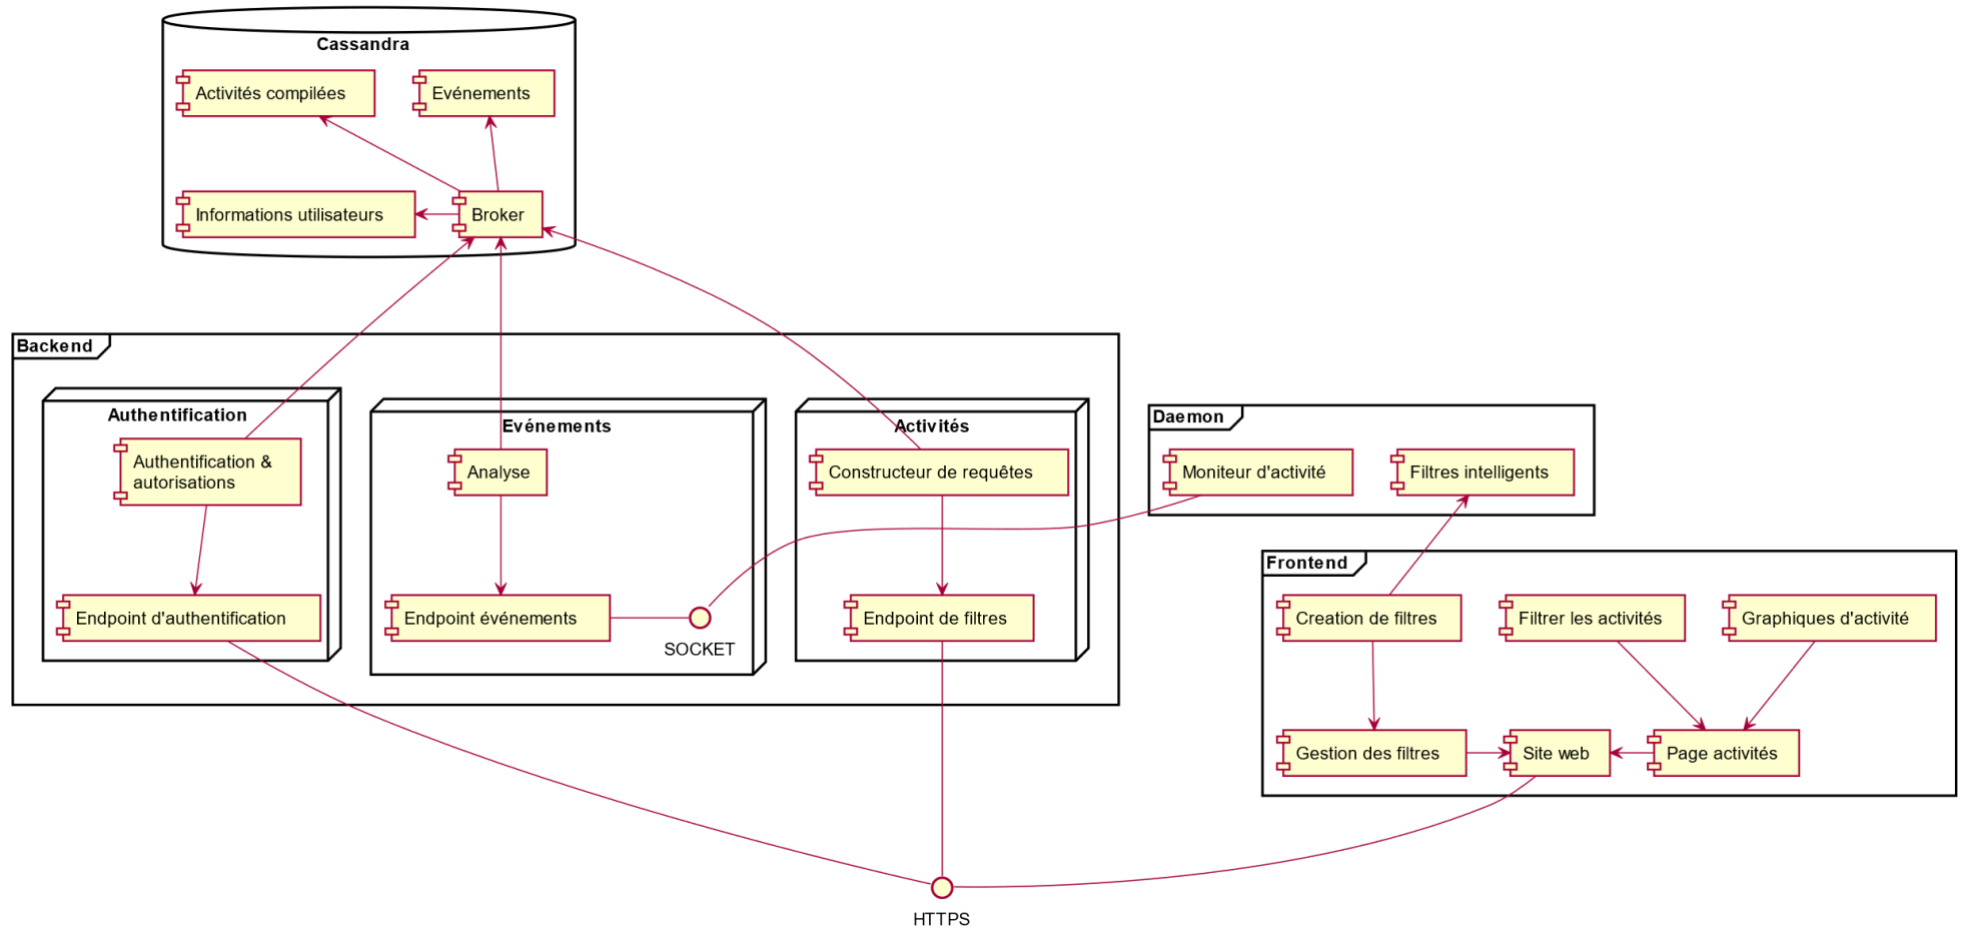 Cassandra
Activités compilées
Evénements
Informations utilisateurs
Broker
Backend
Authentification
Authentification &
autorisations
Endpoint d'authentification
Evénements
Analyse
Endpoint événements
SOCKET
Activités
Constructeur de requêtes
Endpoint de filtres
Daemon
Moniteur d'activité
Filtres intelligents
Frontend
Creation de filtres
Filtrer les activités
Graphiques d'activité
Gestion des filtres
Site web
Page activités
HTTPS